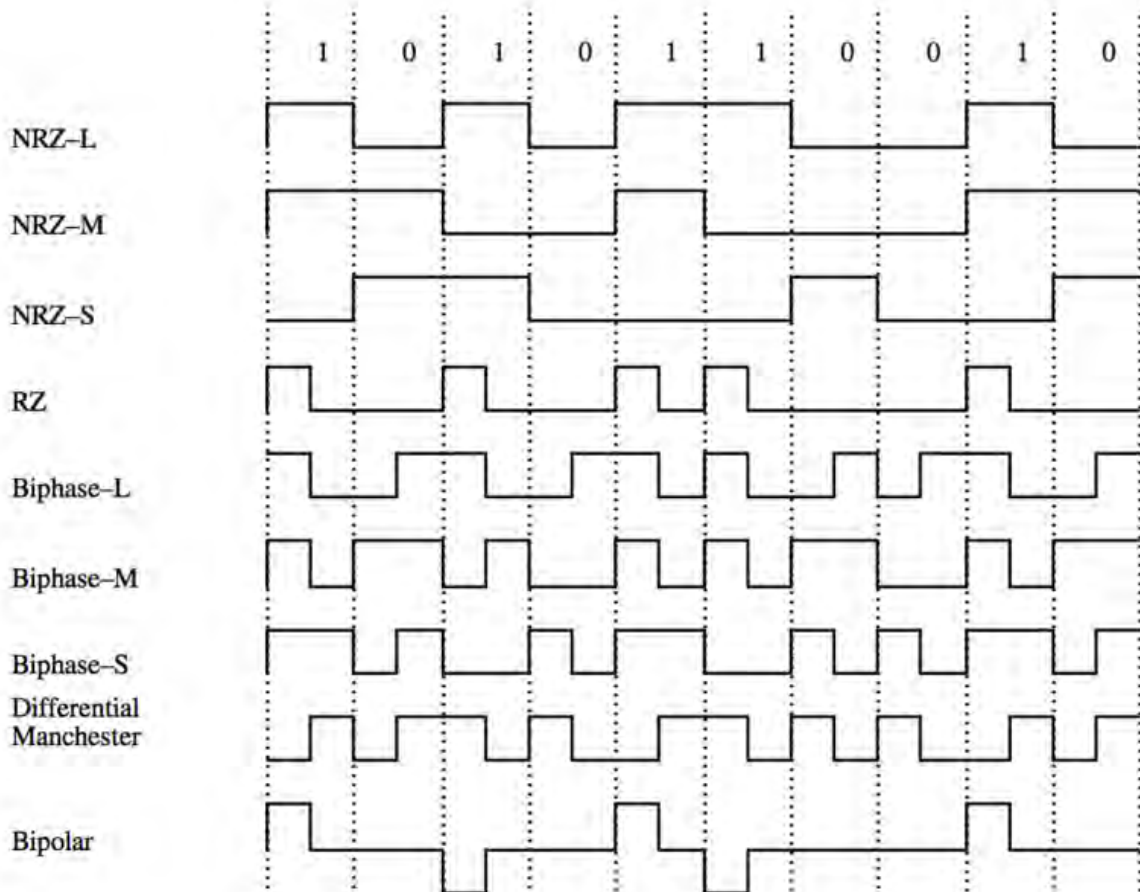 1 0 1 0 1 1 0 0 1 0
NRZ–L
NRZ–M
NRZ–S
RZ
Biphase–L
Biphase–M
Biphase–S
Differential
Manchester
Bipolar